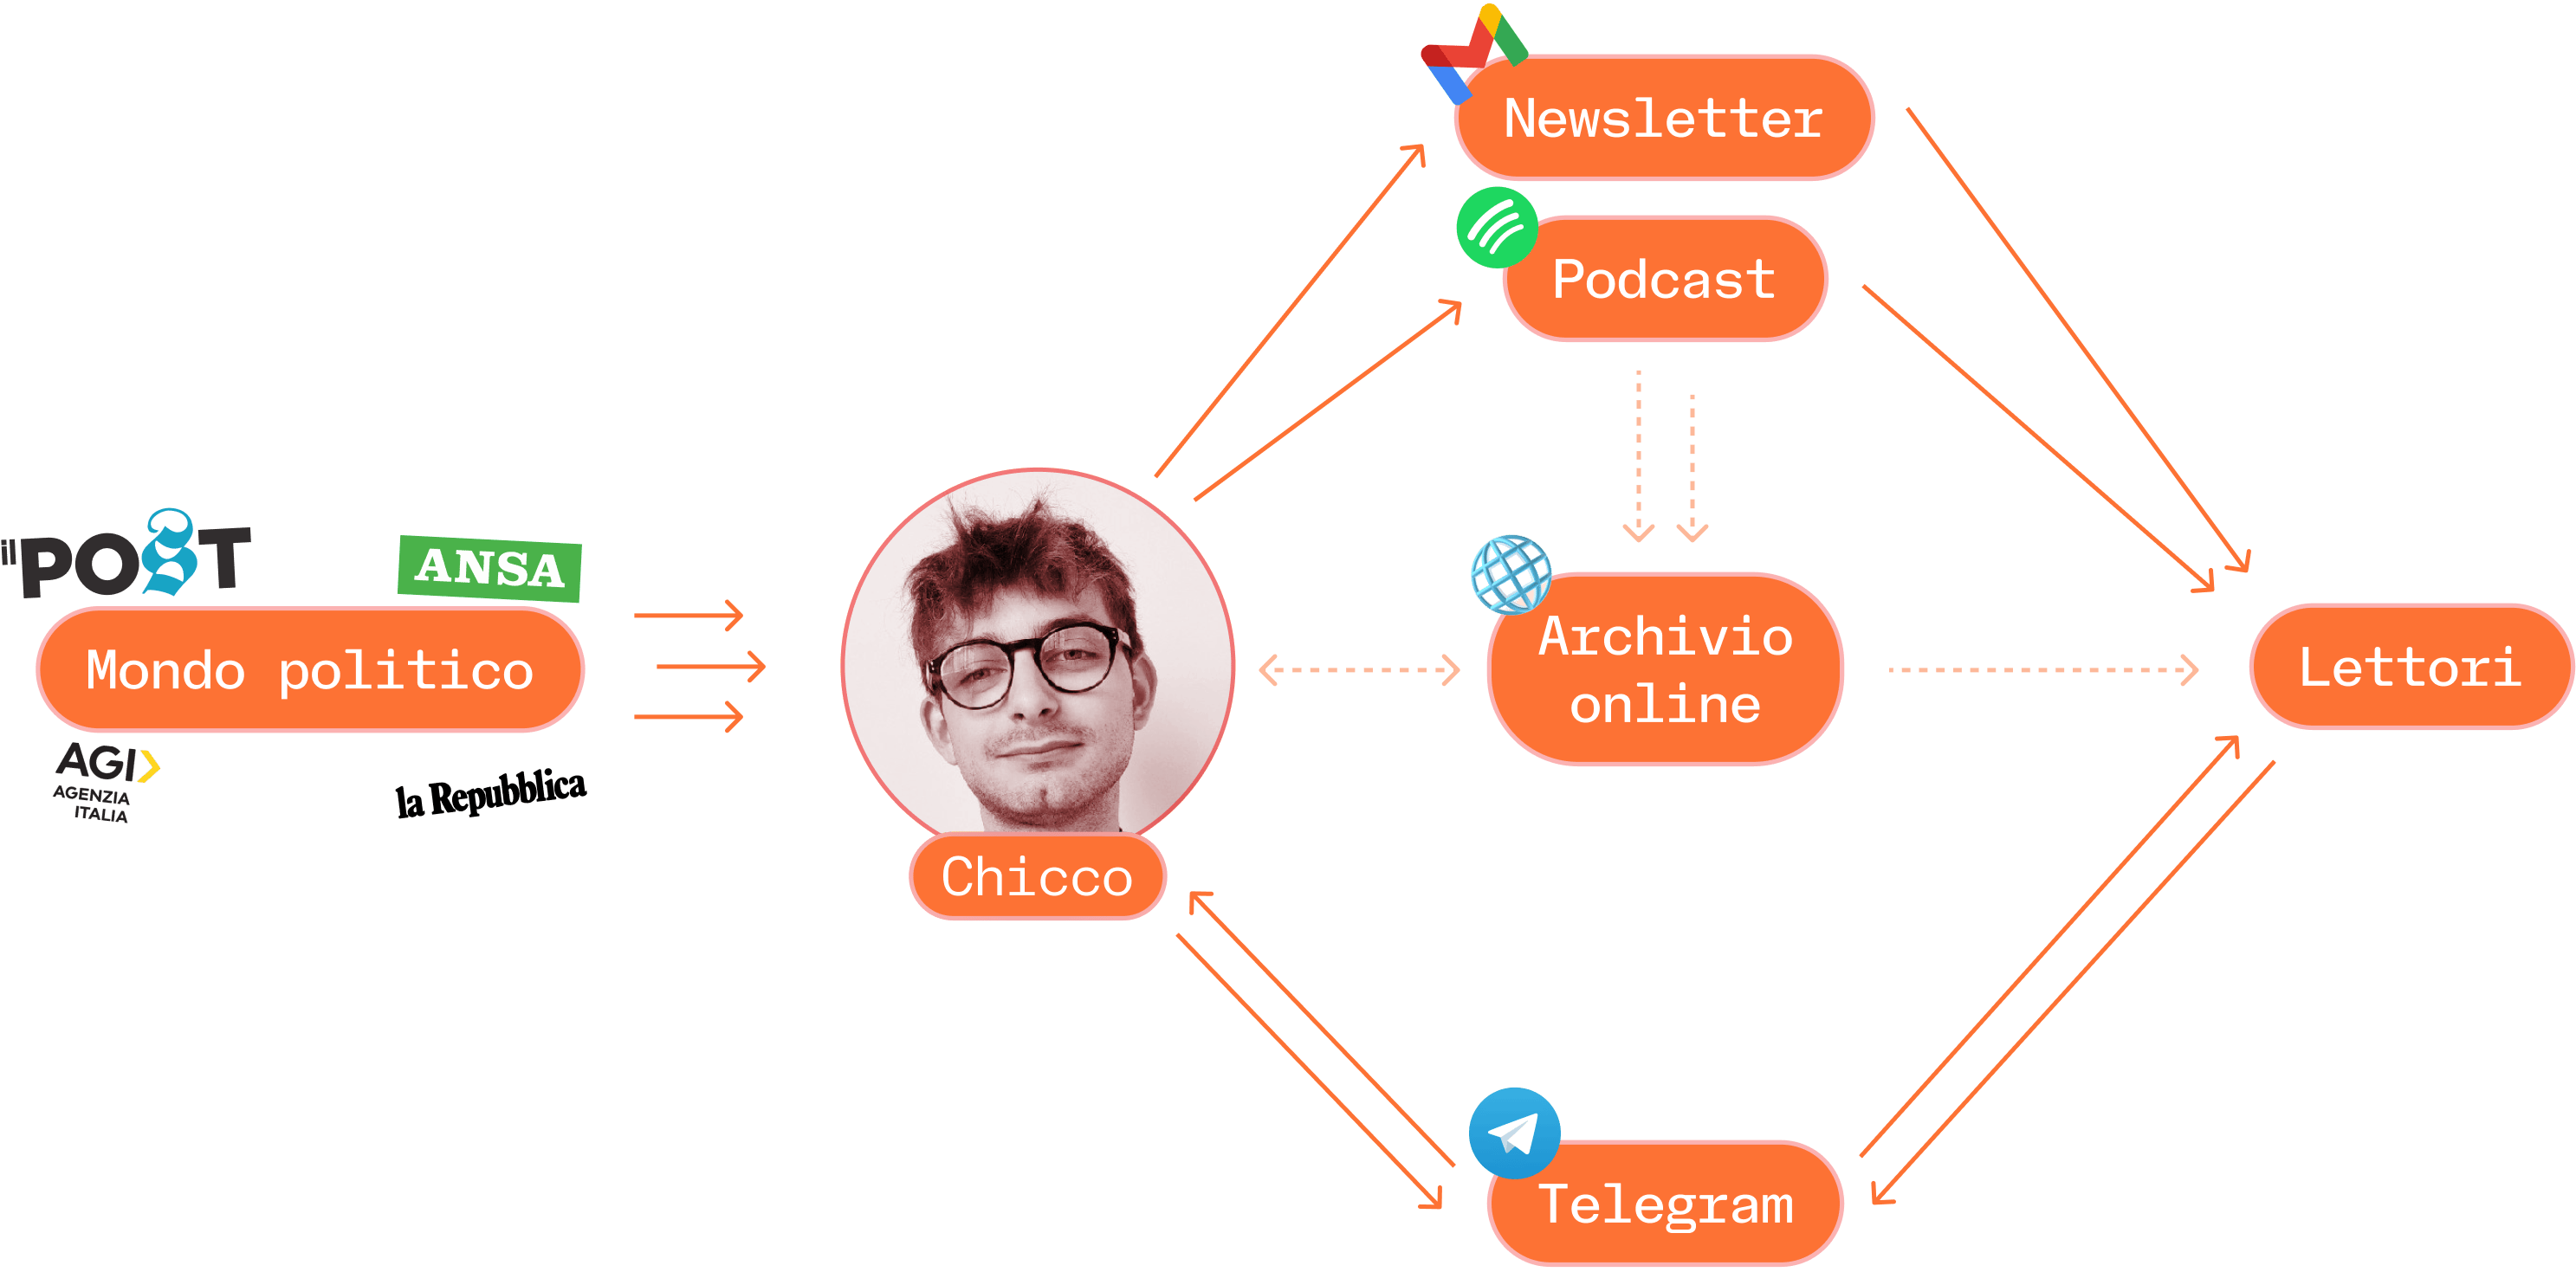 il POST
ANSA
Mondo politico
AGI
AGENZIA
ITALIA
la Repubblica
Chicco
Newsletter
Podcast
Archivio
online
Telegram
Lettori